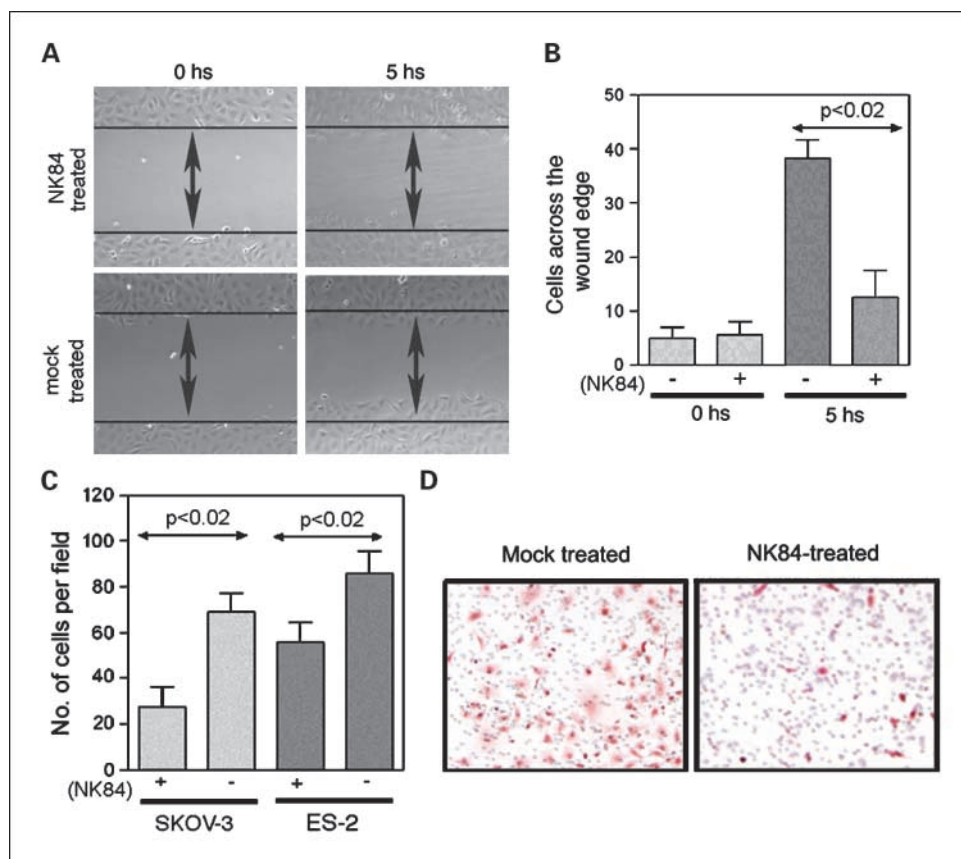 A
0 hs
5 hs
NK84
treated
mock
treated
B
Cells across the
wound edge
50
40
30
20
10
0
p<0.02
(NK84)
- + - +
0 hs
5 hs
C
No. of cells per field
120
100
80
60
40
20
0
p<0.02
p<0.02
(NK84)
+ - + -
SKOV-3
ES-2
D
Mock treated
NK84-treated